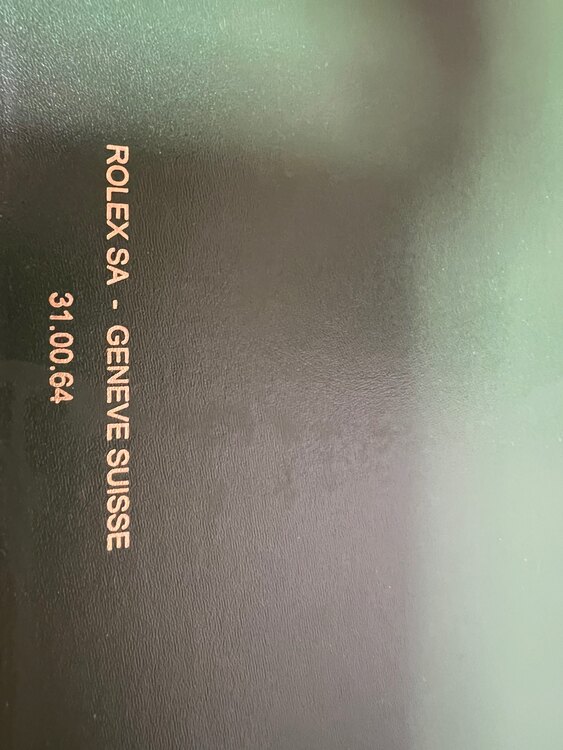 ROLEX SA - GENEVE SUISSE
31.00.64